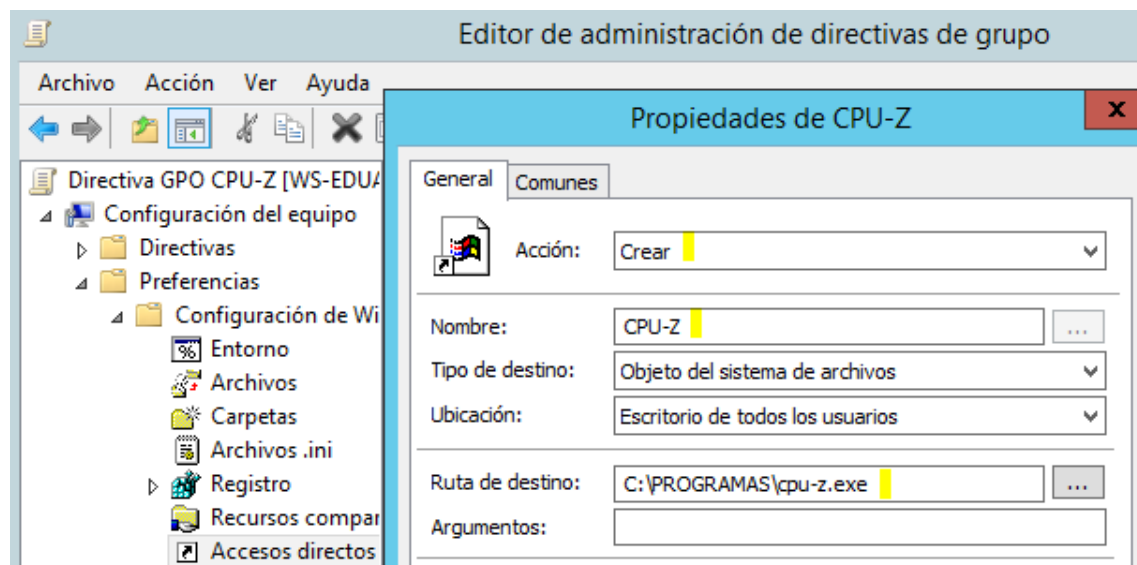 Editor de administración de directivas de grupo
Archivo Acción Ver Ayuda
Directiva GPO CPU-Z [WS-EDUA
Configuración del equipo
Directivas
Preferencias
Configuración de Wi
Entorno
Archivos
Carpetas
Archivos .ini
Registro
Recursos compar
Accesos directos
Propiedades de CPU-Z
x
General Comunes
Acción: Crear
Nombre: CPU-Z ...
Tipo de destino: Objeto del sistema de archivos
Ubicación: Escritorio de todos los usuarios
Ruta de destino: C:\PROGRAMAS\cpu-z.exe ...
Argumentos: